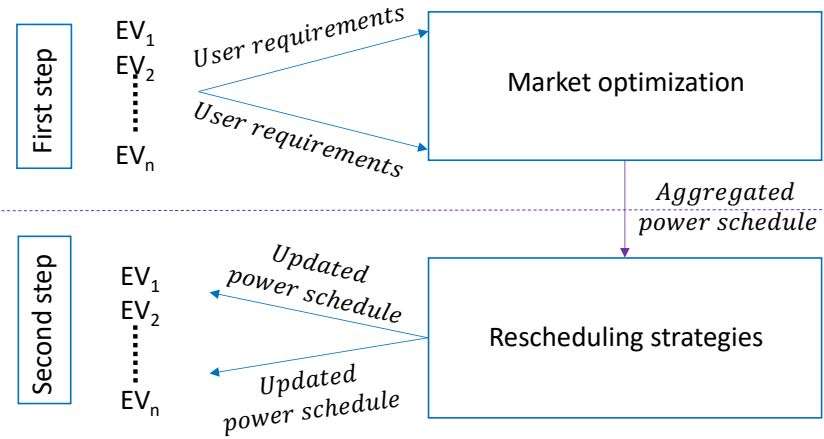 First step
EV₁
EV₂
EVₙ
User requirements
User requirements
Market optimization
Aggregated
power schedule
Second step
EV₁
EV₂
EVₙ
Updated
power schedule
Updated
power schedule
Rescheduling strategies